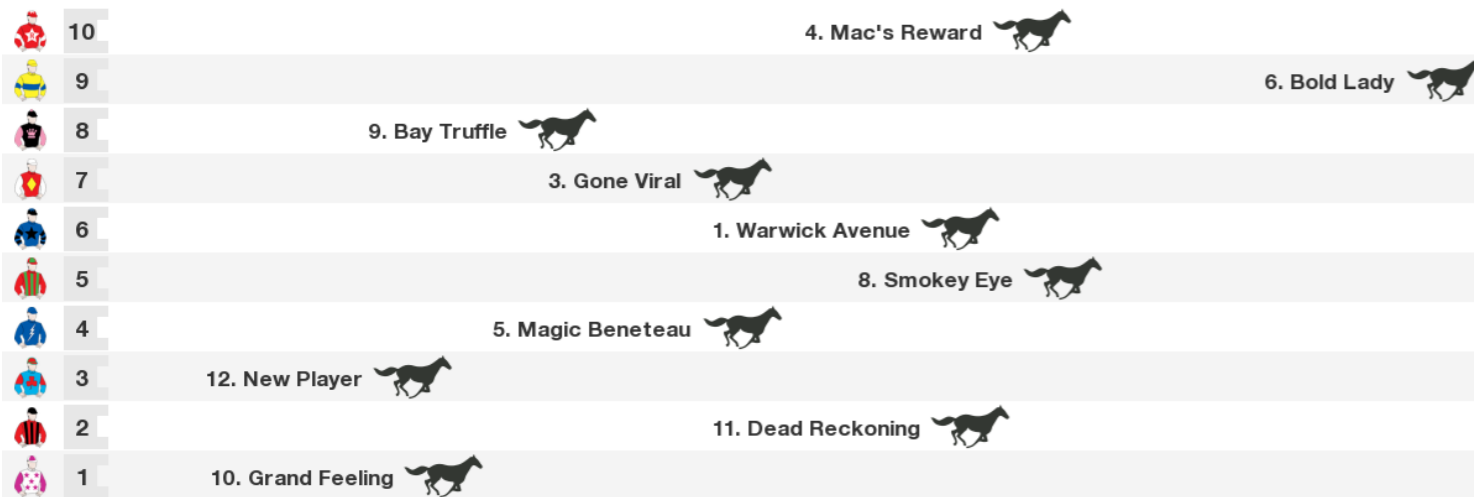 10 4. Mac's Reward
9 6. Bold Lady
8 9. Bay Truffle
7 3. Gone Viral
6 1. Warwick Avenue
5 8. Smokey Eye
4 5. Magic Beneteau
3 12. New Player
2 11. Dead Reckoning
1 10. Grand Feeling